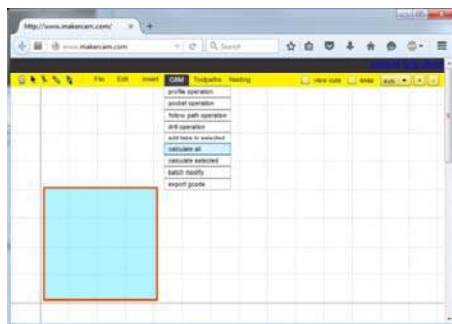 http://www.makercam.com/
www.makercam.com
Search
File Edit Insert CAM Toolpaths Nesting
view cuts snap
profile operation
pocket operation
follow path operation
drill operation
add tabs to selected
calculate all
calculate selected
batch modify
export gcode